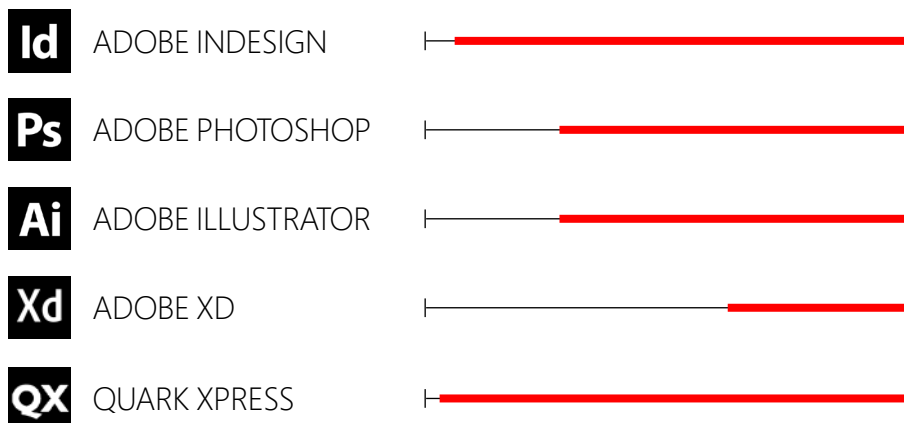 Id ADOBE INDESIGN
Ps ADOBE PHOTOSHOP
Ai ADOBE ILLUSTRATOR
Xd ADOBE XD
QX QUARK XPRESS